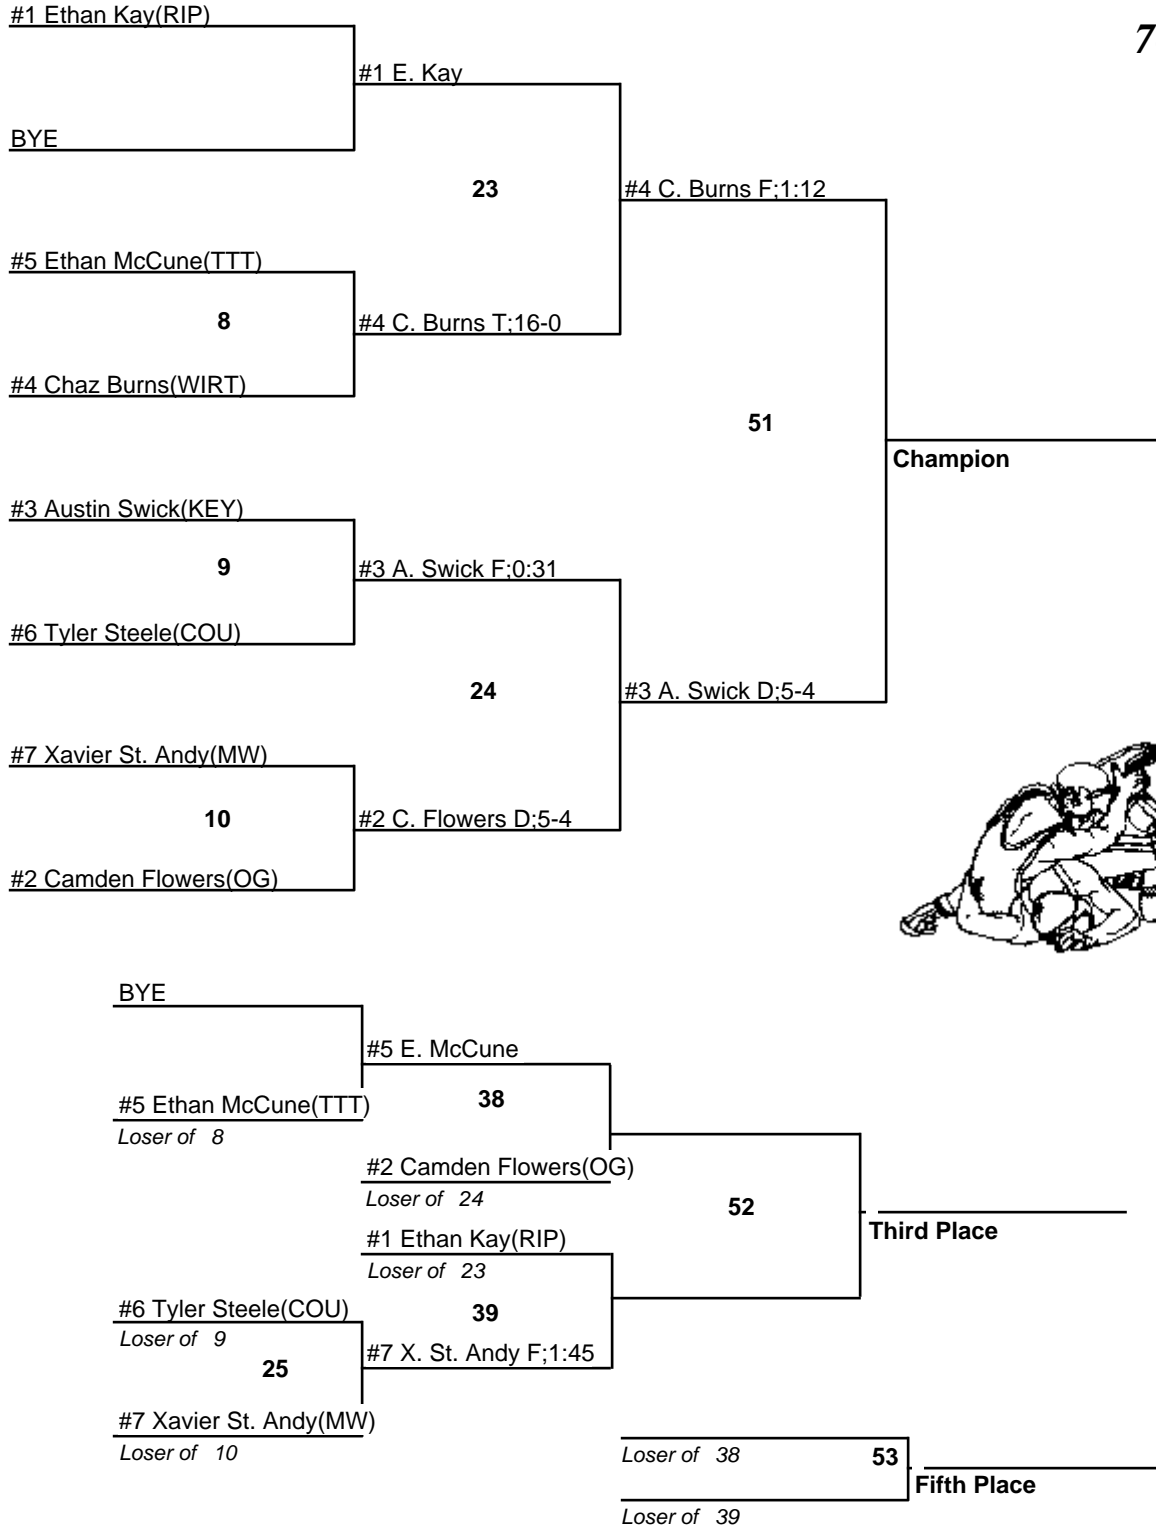 #1 Ethan Kay(RIP)
7
#1 E. Kay
BYE
23
#4 C. Burns F;1:12
#5 Ethan McCune(TTT)
8
#4 C. Burns T;16-0
#4 Chaz Burns(WIRT)
51
Champion
#3 Austin Swick(KEY)
9
#3 A. Swick F;0:31
#6 Tyler Steele(COU)
24
#3 A. Swick D;5-4
#7 Xavier St. Andy(MW)
10
#2 C. Flowers D;5-4
#2 Camden Flowers(OG)
BYE
#5 E. McCune
#5 Ethan McCune(TTT)
38
Loser of 8
#2 Camden Flowers(OG)
Loser of 24
52
#1 Ethan Kay(RIP)
Third Place
Loser of 23
#6 Tyler Steele(COU)
39
Loser of 9
#7 X. St. Andy F;1:45
25
#7 Xavier St. Andy(MW)
Loser of 10
Loser of 38
53
Fifth Place
Loser of 39